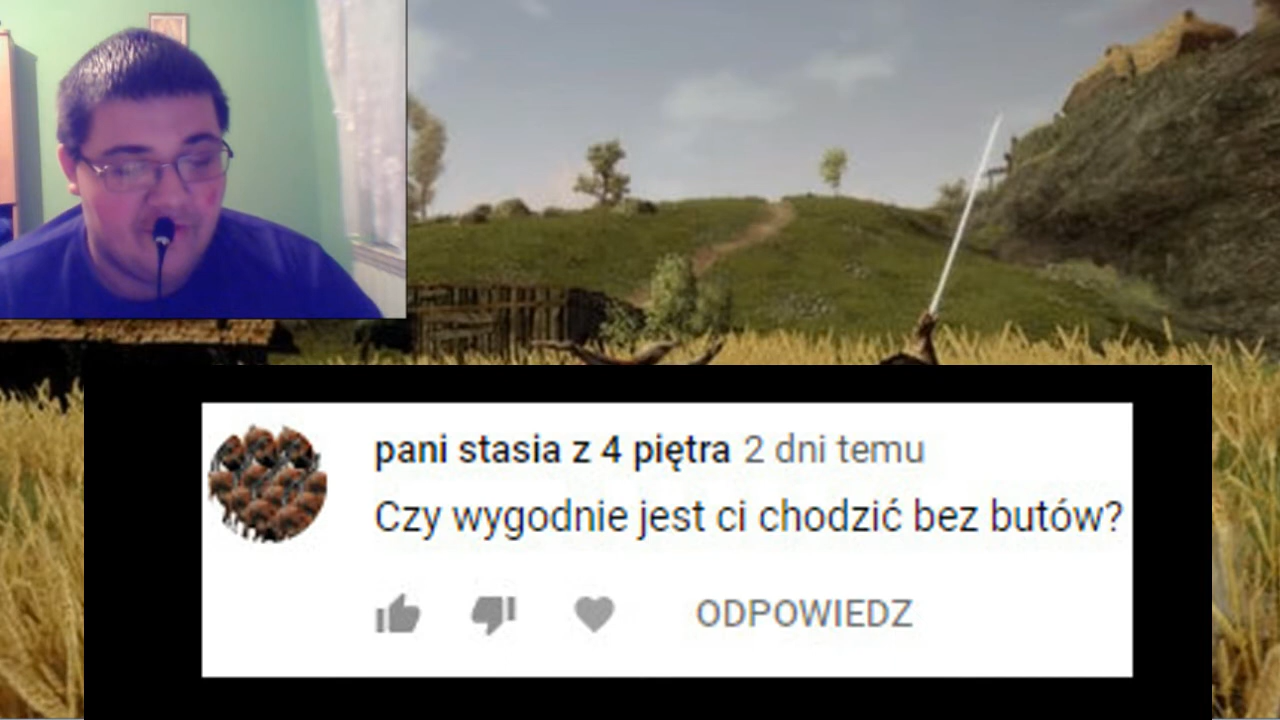 pani stasia z 4 piętra 2 dni temu
Czy wygodnie jest ci chodzić bez butów?
ODPOWIEDZ